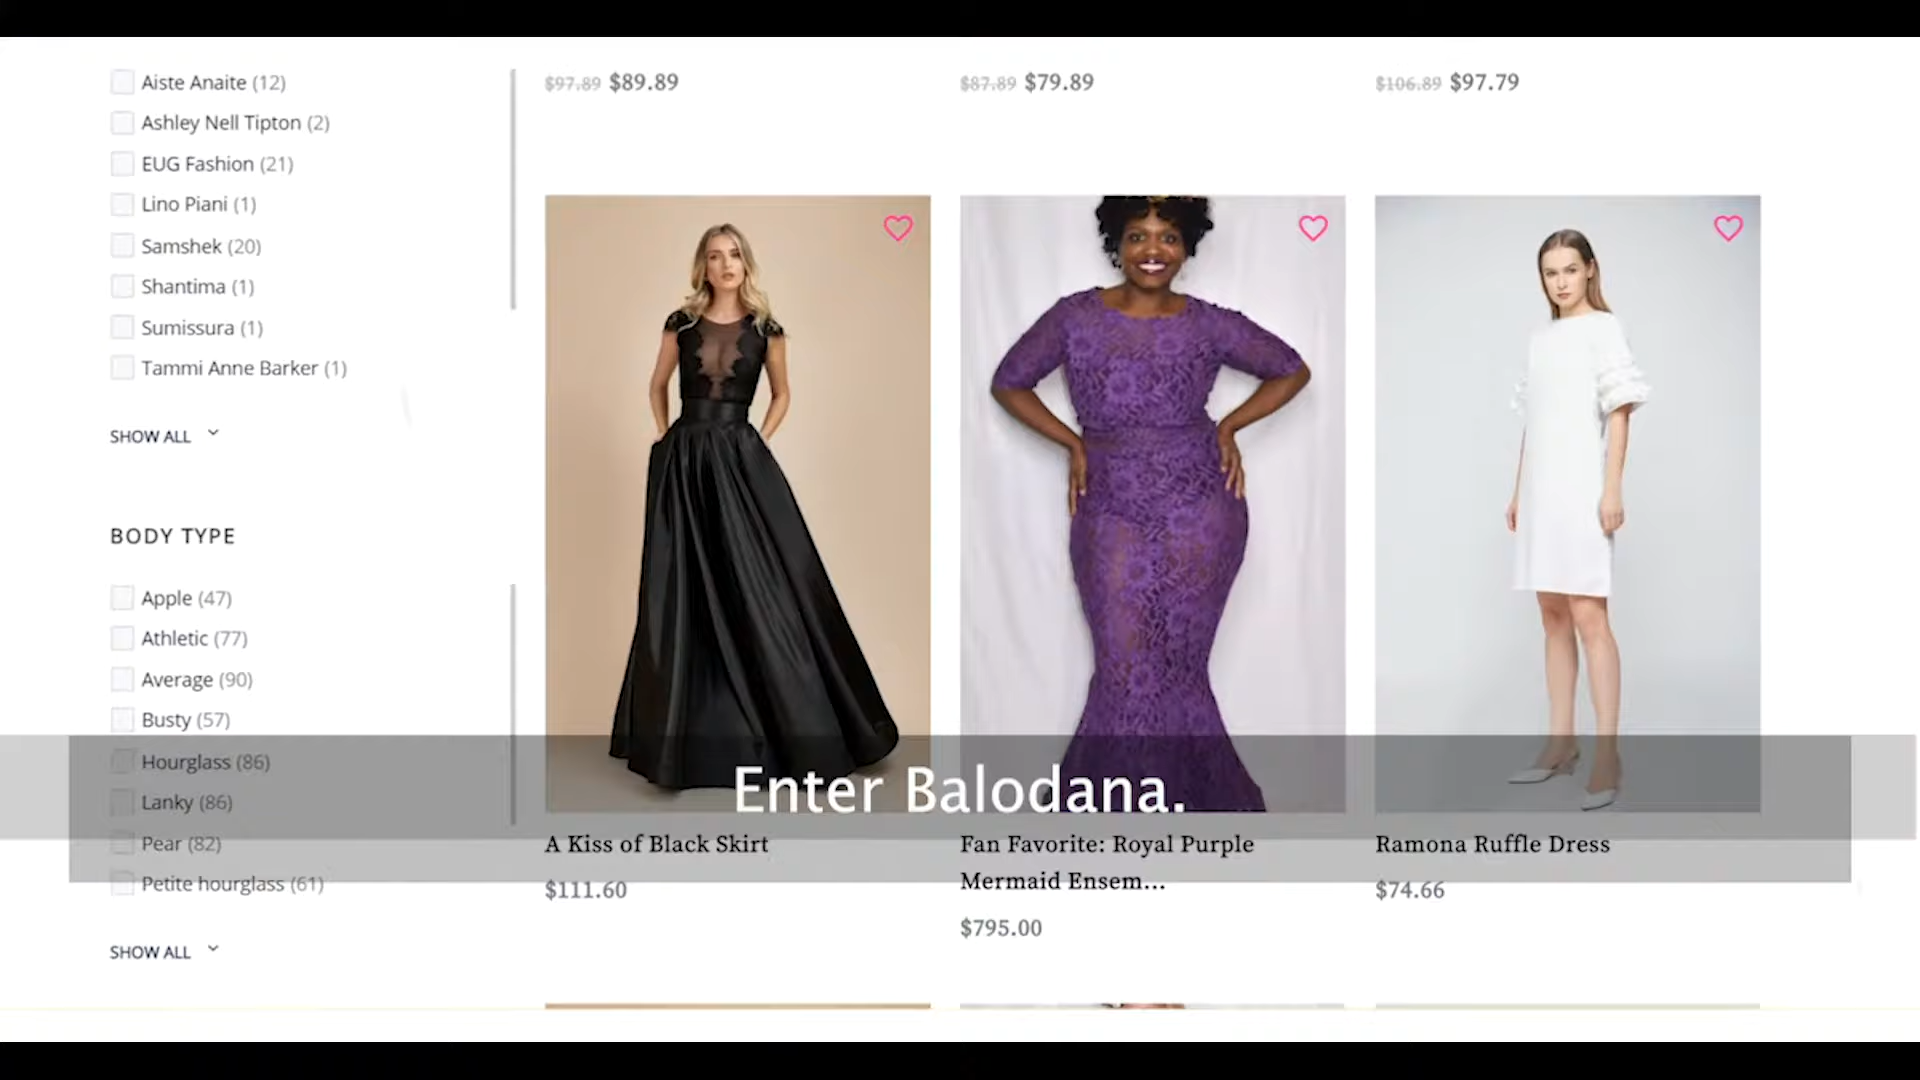 Aiste Anaite (12)
Ashley Nell Tipton (2)
EUG Fashion (21)
Lino Piani (1)
Samshek (20)
Shantima (1)
Sumissura (1)
Tammi Anne Barker (1)
SHOW ALL
BODY TYPE
Apple (47)
Athletic (77)
Average (90)
Busty (57)
Hourglass (86)
Lanky (86)
Pear (82)
Petite hourglass (61)
SHOW ALL
$97.89 $89.89
$87.89 $79.89
$106.89 $97.79
Enter Balodana.
A Kiss of Black Skirt
$111.60
Fan Favorite: Royal Purple
Mermaid Ensem...
$795.00
Ramona Ruffle Dress
$74.66